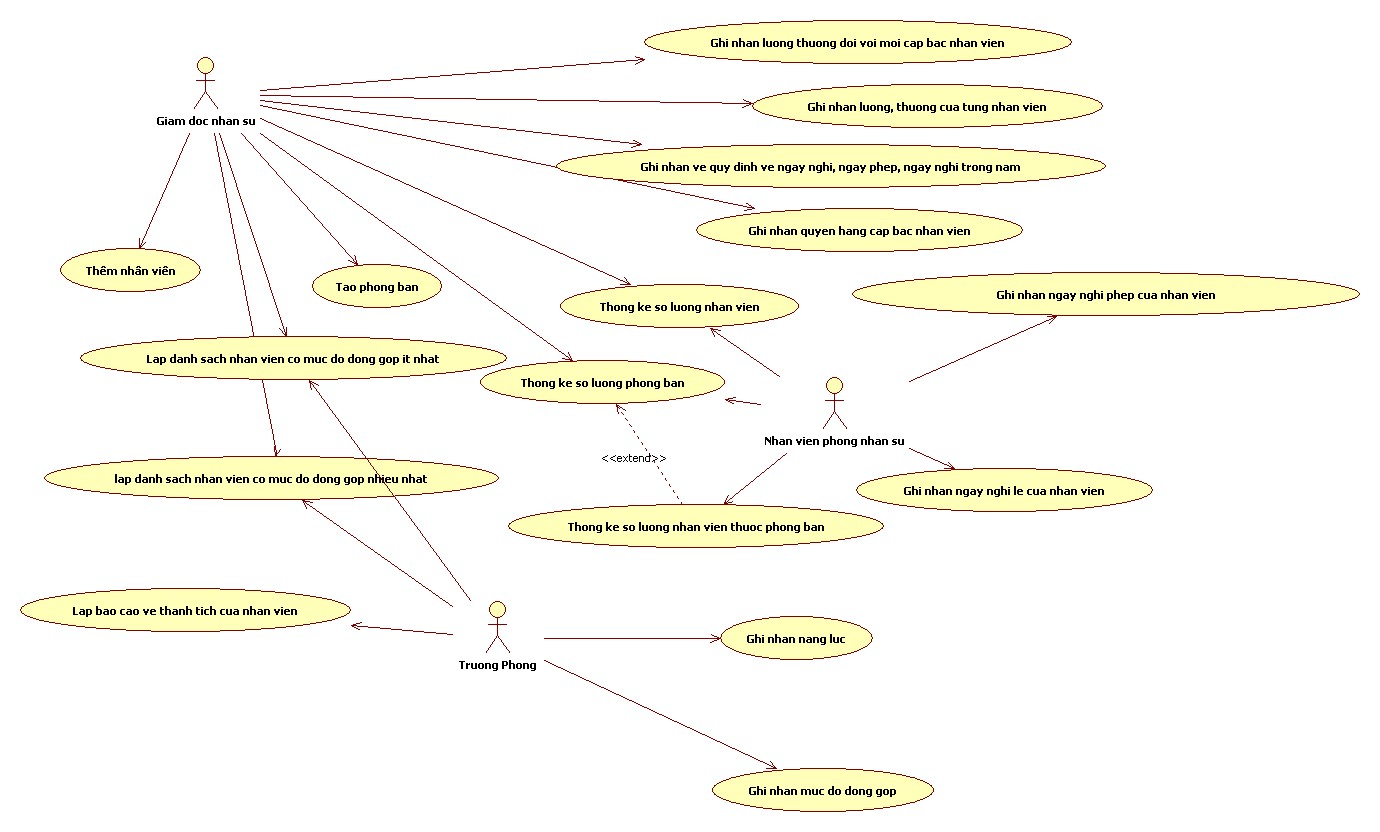 Ghi nhan luong thuong doi voi moi cap bac nhan vien
Ghi nhan luong, thuong cua tung nhan vien
Giam doc nhan su
Ghi nhan ve quy dinh ve ngay nghi, ngay phep, ngay nghi trong nam
Ghi nhan quyen hang cap bac nhan vien
Thêm nhân viên
Tao phong ban
Thong ke so luong nhan vien
Ghi nhan ngay nghi phep cua nhan vien
Lap danh sach nhan vien co muc do dong gop it nhat
Thong ke so luong phong ban
Nhan vien phong nhan su
<<extend>>
lap danh sach nhan vien co muc do dong gop nhieu nhat
Ghi nhan ngay nghi le cua nhan vien
Thong ke so luong nhan vien thuoc phong ban
Lap bao cao ve thanh tich cua nhan vien
Ghi nhan nang luc
Truong Phong
Ghi nhan muc do dong gop